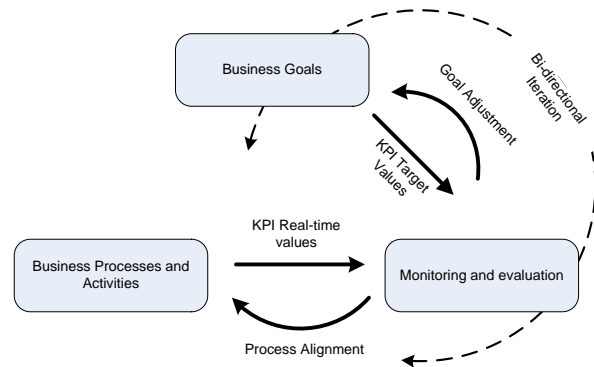 Business Goals
Bi-directional
Iteration
Goal Adjustment
KPI Target
Values
KPI Real-time
values
Business Processes and
Activities
Monitoring and evaluation
Process Alignment